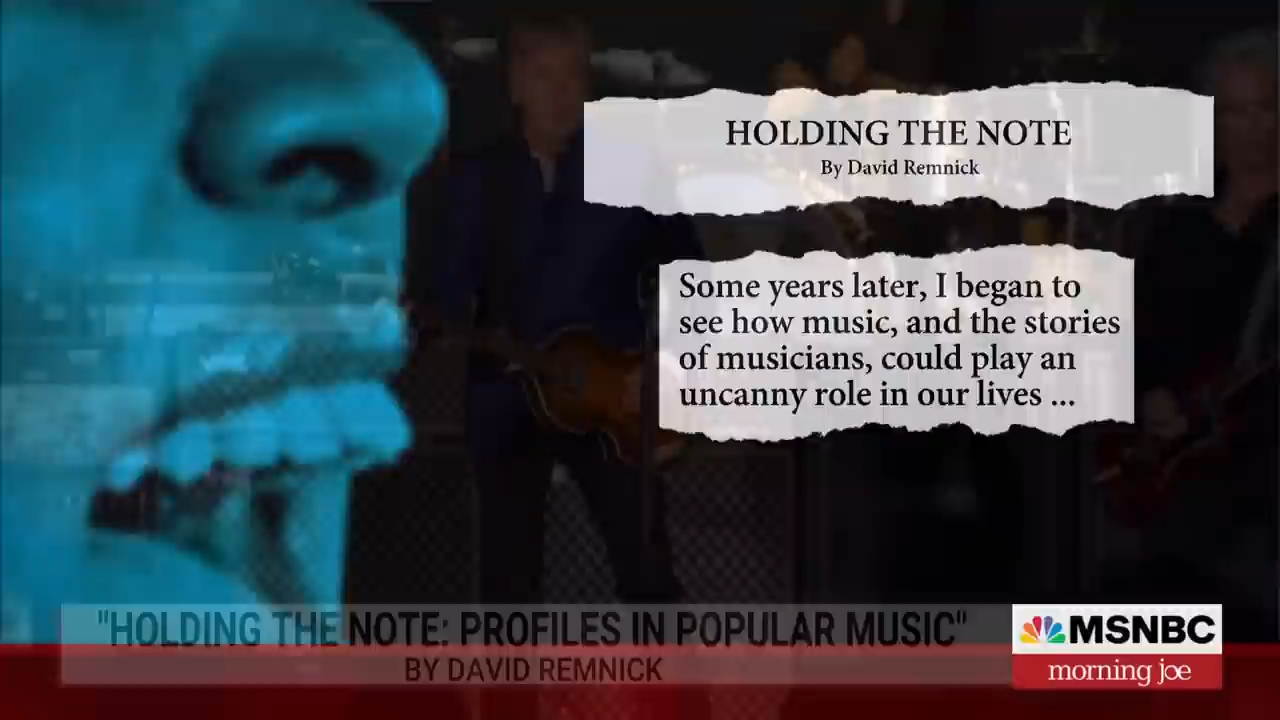 HOLDING THE NOTE
By David Remnick
Some years later, I began to
see how music, and the stories
of musicians, could play an
uncanny role in our lives ...
"HOLDING THE NOTE: PROFILES IN POPULAR MUSIC"
BY DAVID REMNICK
MSNBC
morning joe